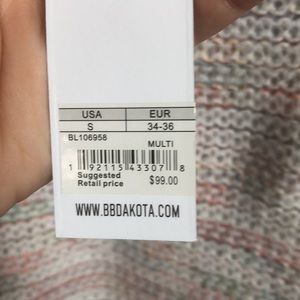 USA EUR
S 34-36
BL106958
MULTI
1 92115 43307 8
Suggested
Retail price $99.00
WWW.BBDAKOTA.COM